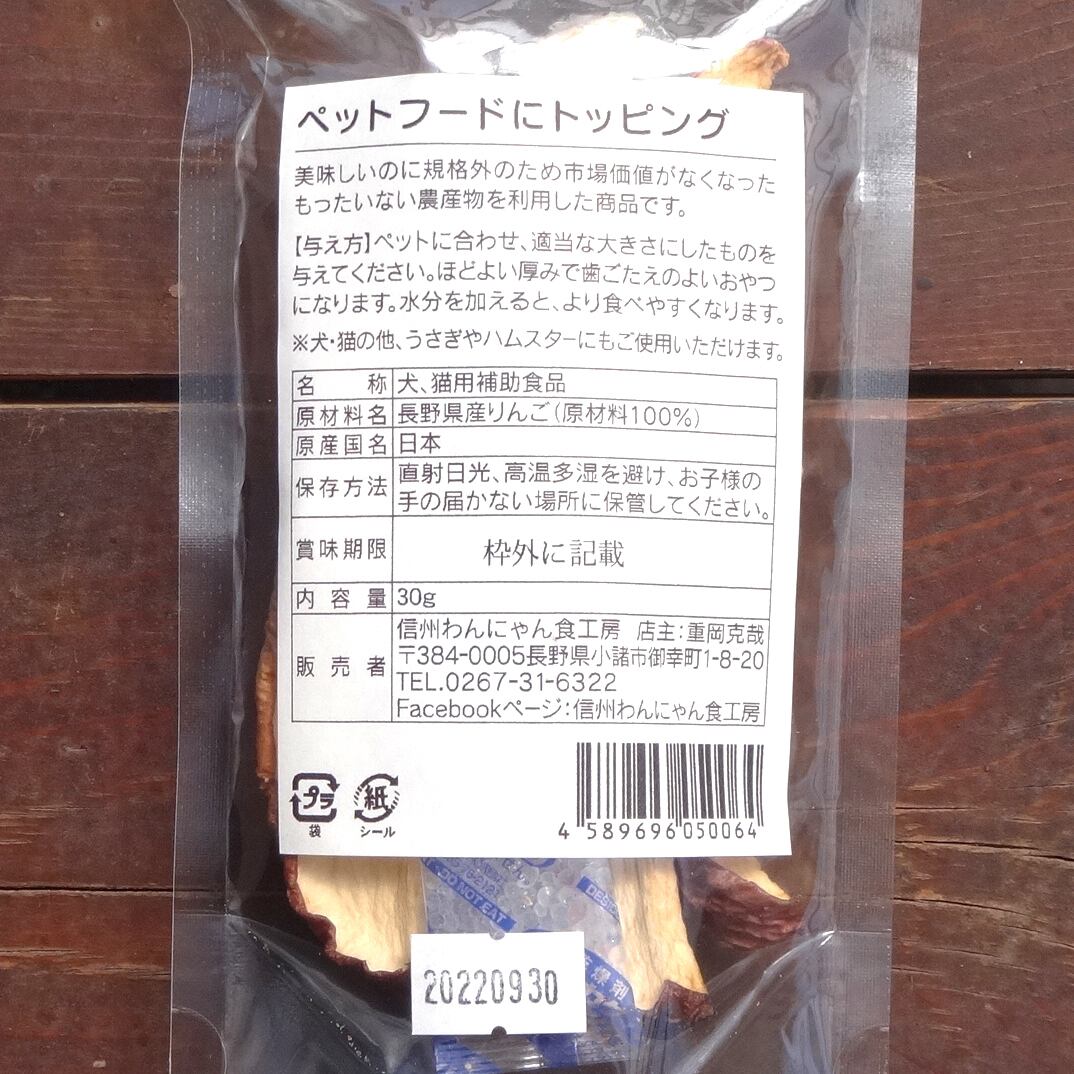 ペットフードにトッピング
美味しいのに規格外のため市場価値がなくなった
もったいない農産物を利用した商品です。
【与え方】ペットに合わせ、適当な大きさにしたものを
与えてください。ほどよい厚みで歯ごたえのよいおやつ
になります。水分を加えると、より食べやすくなります。
※犬・猫の他、うさぎやハムスターにもご使用いただけます。
名称 犬、猫用補助食品
原材料名 長野県産りんご(原材料100%)
原産国名 日本
保存方法 直射日光、高温多湿を避け、お子様の
手の届かない場所に保管してください。
賞味期限 枠外に記載
内容量 30g
販売者 信州わんにゃん食工房 店主:重岡克哉
〒384-0005長野県小諸市御幸町1-8-20
TEL.0267-31-6322
Facebookページ:信州わんにゃん食工房
プラ 紙
袋 シール
4 589696 050064
DO NOT EAT
乾燥剤
20220930